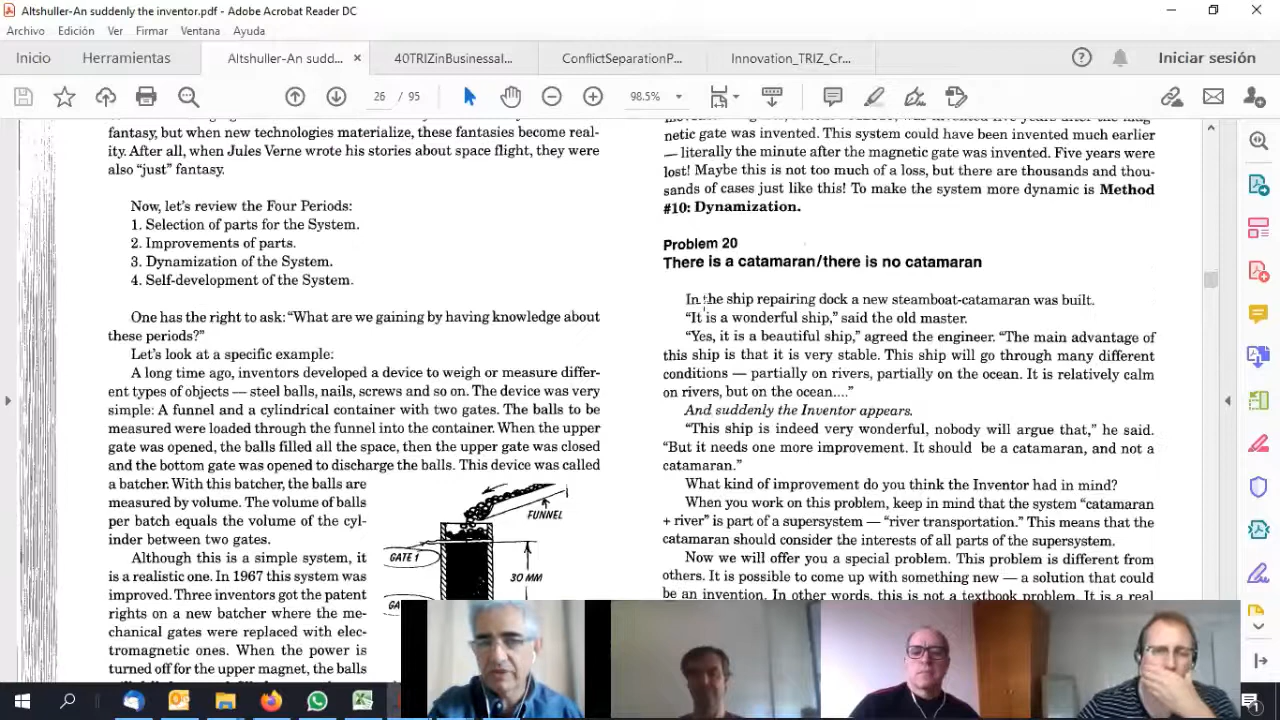 Altshuller-An suddenly the inventor.pdf - Adobe Acrobat Reader DC
Archivo Edición Ver Firmar Ventana Ayuda
Inicio Herramientas Altshuller-An sudd... × 40TRIZinBusinessal... ConflictSeparationP... Innovation_TRIZ_Cr... Iniciar sesión
26 / 95 98.5%
fantasy, but when new technologies materialize, these fantasies become real-
ity. After all, when Jules Verne wrote his stories about space flight, they were
also “just” fantasy.
Now, let's review the Four Periods:
1. Selection of parts for the System.
2. Improvements of parts.
3. Dynamization of the System.
4. Self-development of the System.
One has the right to ask: “What are we gaining by having knowledge about
these periods?”
Let's look at a specific example:
A long time ago, inventors developed a device to weigh or measure differ-
ent types of objects — steel balls, nails, screws and so on. The device was very
simple: A funnel and a cylindrical container with two gates. The balls to be
measured were loaded through the funnel into the container. When the upper
gate was opened, the balls filled all the space, then the upper gate was closed
and the bottom gate was opened to discharge the balls. This device was called
a batcher. With this batcher, the balls are
measured by volume. The volume of balls
per batch equals the volume of the cyl-
inder between two gates.
Although this is a simple system, it
is a realistic one. In 1967 this system was
improved. Three inventors got the patent
rights on a new batcher where the me-
chanical gates were replaced with elec-
tromagnetic ones. When the power is
turned off for the upper magnet, the balls
FUNNEL
GATE 1
30 MM
GA
netic gate was invented. This system could have been invented much earlier
— literally the minute after the magnetic gate was invented. Five years were
lost! Maybe this is not too much of a loss, but there are thousands and thou-
sands of cases just like this! To make the system more dynamic is Method
#10: Dynamization.
Problem 20
There is a catamaran/there is no catamaran
In the ship repairing dock a new steamboat-catamaran was built.
“It is a wonderful ship,” said the old master.
“Yes, it is a beautiful ship,” agreed the engineer. “The main advantage of
this ship is that it is very stable. This ship will go through many different
conditions — partially on rivers, partially on the ocean. It is relatively calm
on rivers, but on the ocean....”
And suddenly the Inventor appears.
“This ship is indeed very wonderful, nobody will argue that,” he said.
“But it needs one more improvement. It should be a catamaran, and not a
catamaran.”
What kind of improvement do you think the Inventor had in mind?
When you work on this problem, keep in mind that the system “catamaran
+ river” is part of a supersystem — “river transportation.” This means that the
catamaran should consider the interests of all parts of the supersystem.
Now we will offer you a special problem. This problem is different from
others. It is possible to come up with something new — a solution that could
be an invention. In other words, this is not a textbook problem. It is a real